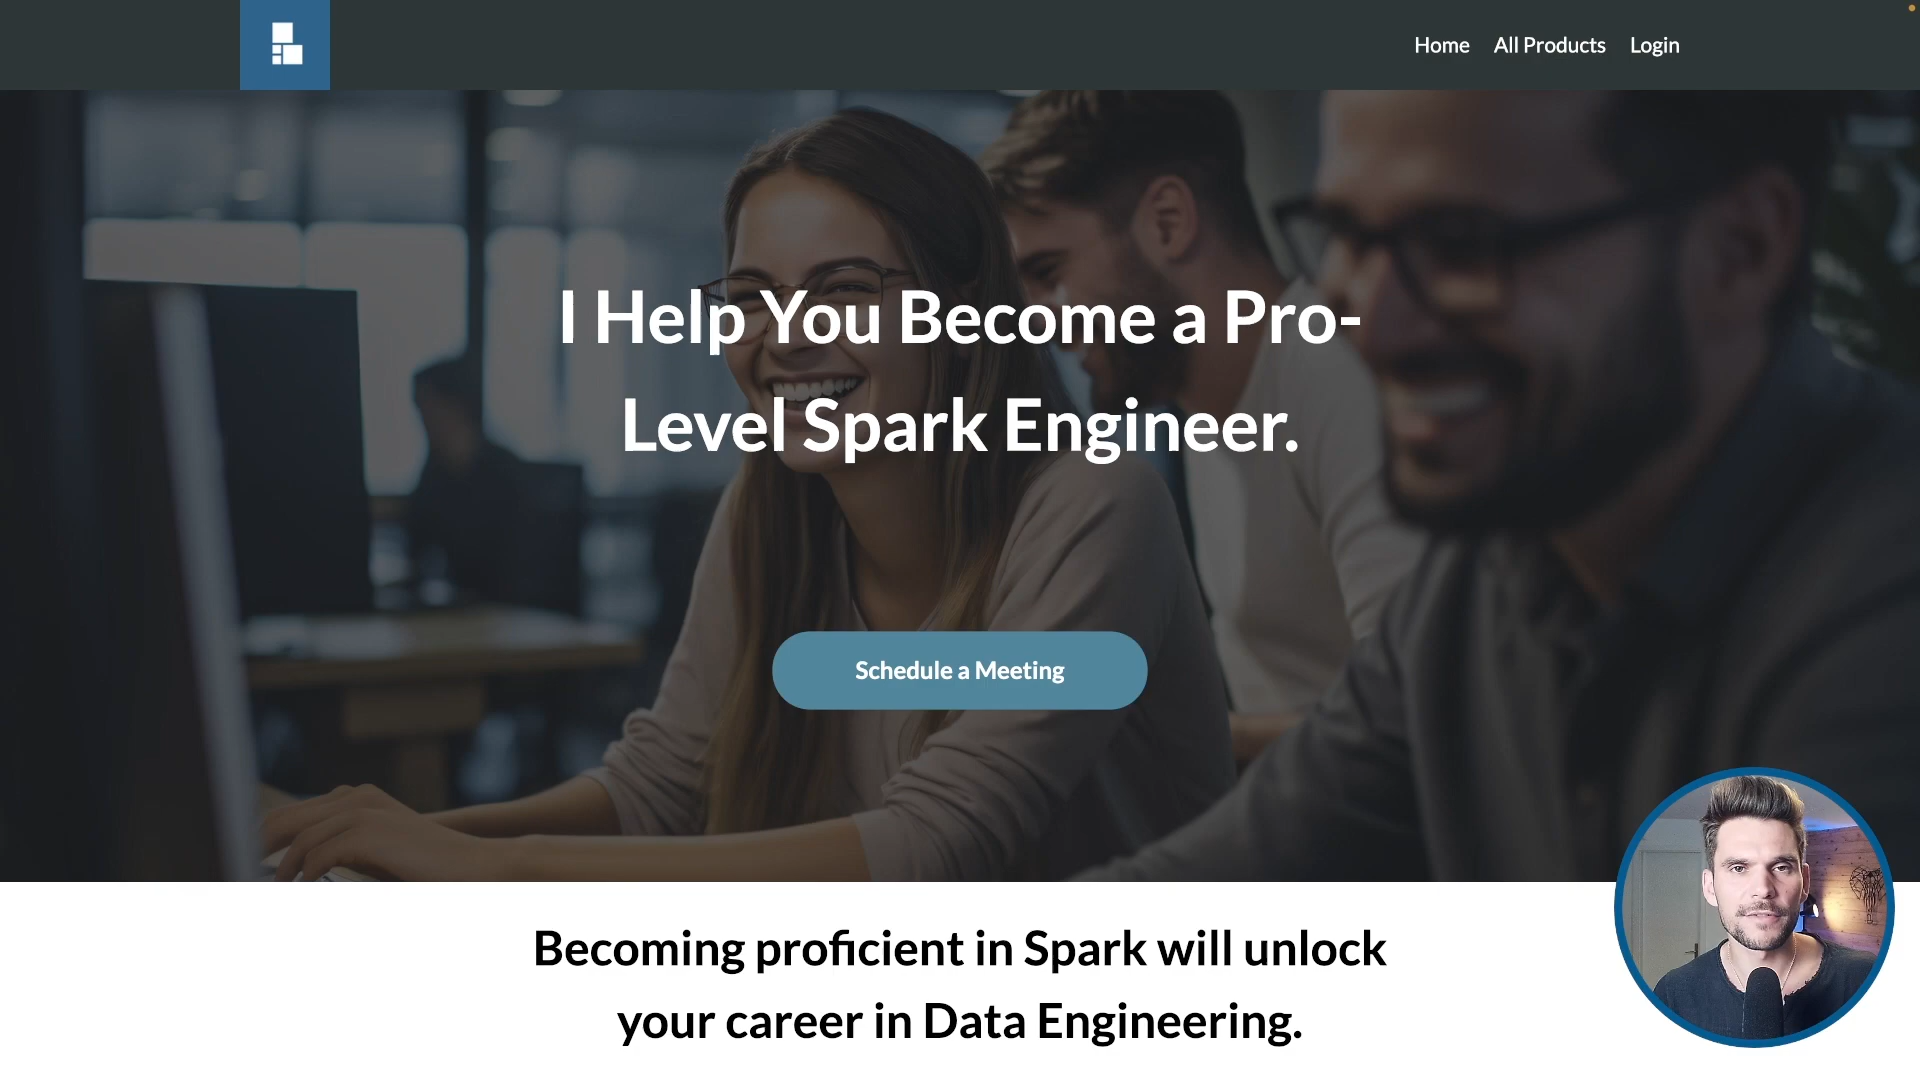 Home All Products Login
I Help You Become a Pro-
Level Spark Engineer.
Schedule a Meeting
Becoming proficient in Spark will unlock
your career in Data Engineering.